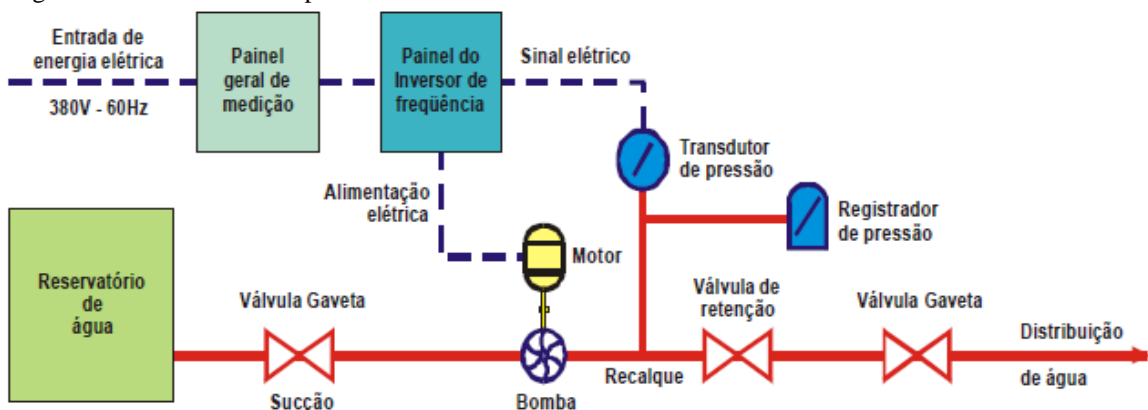 Entrada de
energia elétrica
380V - 60Hz
Painel
geral de
medição
Painel do
Inversor de
freqüência
Sinal elétrico
Transdutor
de pressão
Registrador
de pressão
Alimentação
elétrica
Motor
Reservatório
de
água
Válvula Gaveta
Sucção
Bomba
Recalque
Válvula de
retenção
Válvula Gaveta
Distribuição
de água